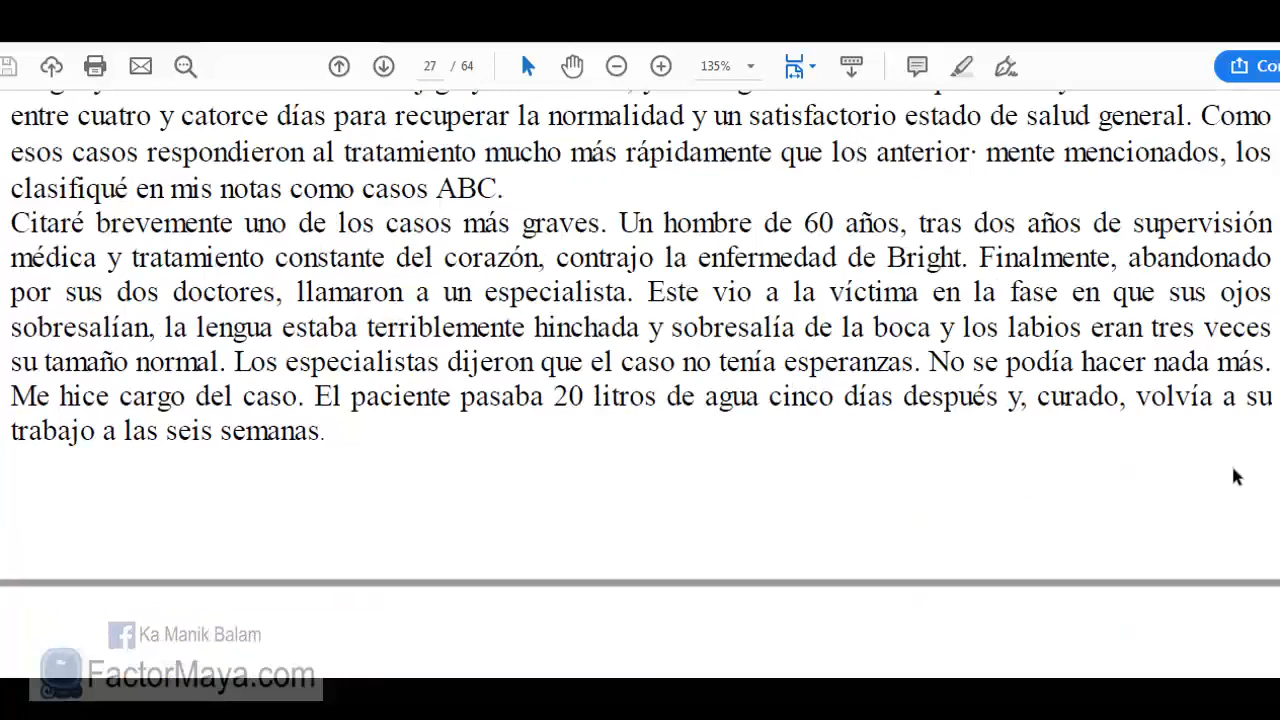 27 / 64
135%
entre cuatro y catorce días para recuperar la normalidad y un satisfactorio estado de salud general. Como
esos casos respondieron al tratamiento mucho más rápidamente que los anterior· mente mencionados, los
clasifiqué en mis notas como casos ABC.
Citaré brevemente uno de los casos más graves. Un hombre de 60 años, tras dos años de supervisión
médica y tratamiento constante del corazón, contrajo la enfermedad de Bright. Finalmente, abandonado
por sus dos doctores, llamaron a un especialista. Este vio a la víctima en la fase en que sus ojos
sobresalían, la lengua estaba terriblemente hinchada y sobresalía de la boca y los labios eran tres veces
su tamaño normal. Los especialistas dijeron que el caso no tenía esperanzas. No se podía hacer nada más.
Me hice cargo del caso. El paciente pasaba 20 litros de agua cinco días después y, curado, volvía a su
trabajo a las seis semanas.
Ka Manik Balam
FactorMaya.com